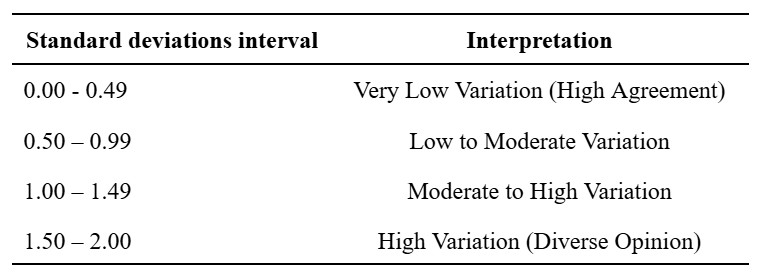 Standard deviations interval Interpretation
0.00 - 0.49 Very Low Variation (High Agreement)
0.50 – 0.99 Low to Moderate Variation
1.00 – 1.49 Moderate to High Variation
1.50 – 2.00 High Variation (Diverse Opinion)